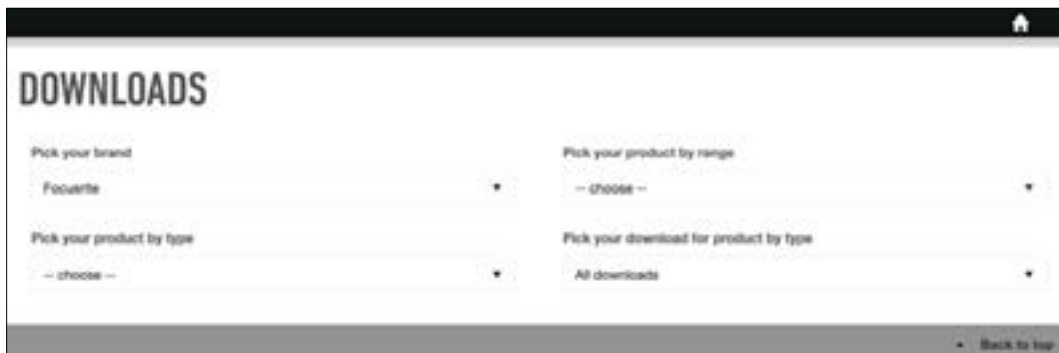 DOWNLOADS
Pick your brand
Pick your product by range
Focusrite
-- choose --
Pick your product by type
Pick your download for product by type
-- choose --
All downloads
Back to top